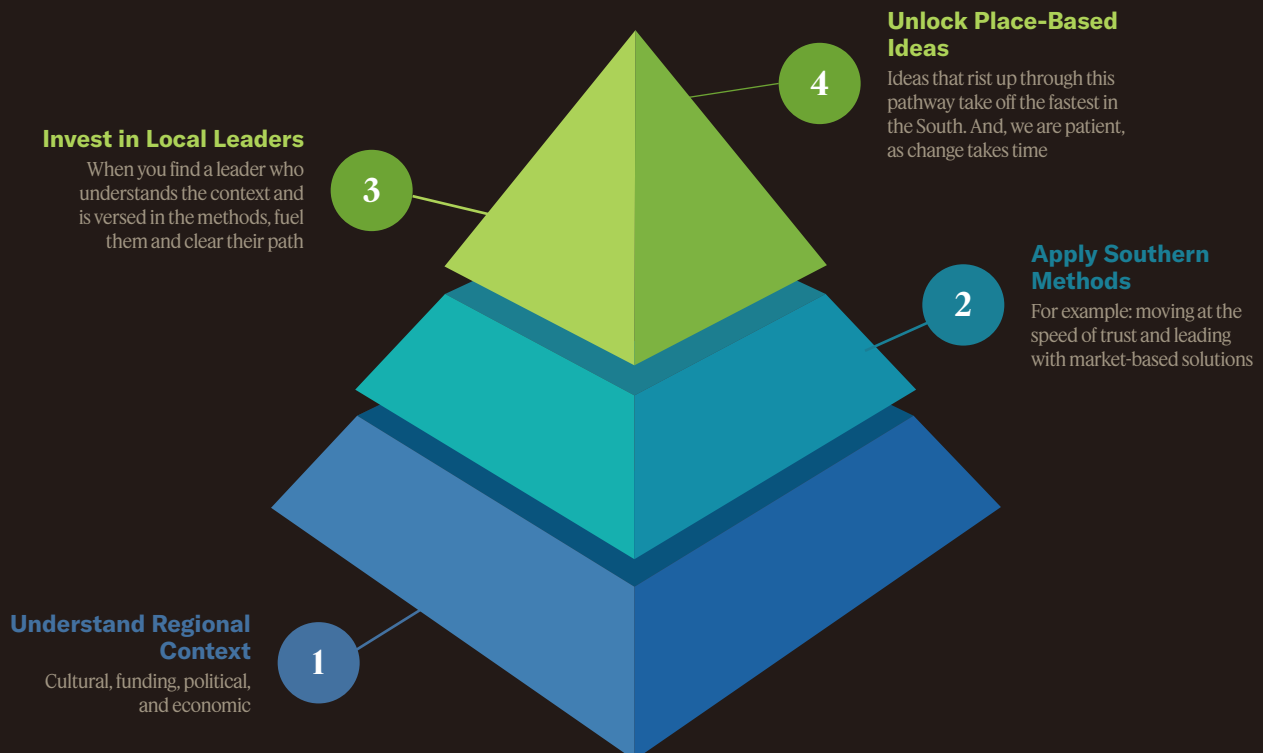 Unlock Place-Based
Ideas
4
Ideas that rist up through this
pathway take off the fastest in
the South. And, we are patient,
as change takes time
Invest in Local Leaders
3
When you find a leader who
understands the context and
is versed in the methods, fuel
them and clear their path
Apply Southern
Methods
2
For example: moving at the
speed of trust and leading
with market-based solutions
Understand Regional
Context
1
Cultural, funding, political,
and economic